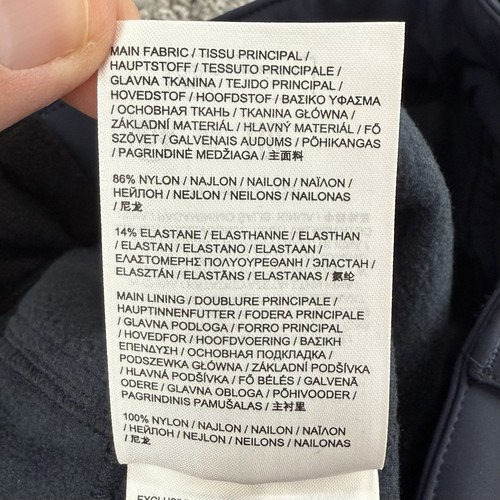 MAIN FABRIC / TISSU PRINCIPAL /
HAUPTSTOFF / TESSUTO PRINCIPALE /
GLAVNA TKANINA / TEJIDO PRINCIPAL /
HOVEDSTOF / HOOFDSTOF / ΒΑΣΙΚΟ ΥΦΑΣΜΑ
/ ОСНОВНАЯ ТКАНЬ / TKANINA GŁÓWNA /
ZÁKLADNÍ MATERIÁL / HLAVNÝ MATERIÁL / FŐ
SZÖVET / GALVENAIS AUDUMS / PÕHIKANGAS
/ PAGRINDINĖ MEDŽIAGA / 主面料
86% NYLON / NAJLON / NAILON / ΝΑΪΛΟΝ /
НЕЙЛОН / NEJLON / NEILONS / NAILONAS
/ 尼龙
14% ELASTANE / ELASTHANNE / ELASTHAN
/ ELASTAN / ELASTANO / ELASTAAN /
ΕΛΑΣΤΟΜΕΡΗΣ ΠΟΛΥΟΥΡΕΘΑΝΗ / ЭЛАСТАН /
ELASZTÁN / ELASTĀNS / ELASTANAS / 氨纶
MAIN LINING / DOUBLURE PRINCIPALE /
HAUPTINNENFUTTER / FODERA PRINCIPALE
/ GLAVNA PODLOGA / FORRO PRINCIPAL
/ HOVEDFOR / HOOFDVOERING / ΒΑΣΙΚΗ
ΕΠΕΝΔΥΣΗ / ОСНОВНАЯ ПОДКЛАДКА /
PODSZEWKA GŁÓWNA / ZÁKLADNÍ PODŠÍVKA
/ HLAVNÁ PODŠÍVKA / FŐ BÉLÉS / GALVENĀ
ODERE / GLAVNA OBLOGA / PÕHIVOODER /
PAGRINDINIS PAMUŠALAS / 主衬里
100% NYLON / NAJLON / NAILON / ΝΑΪΛΟΝ
/ НЕЙЛОН / NEJLON / NEILONS / NAILONAS
/ 尼龙